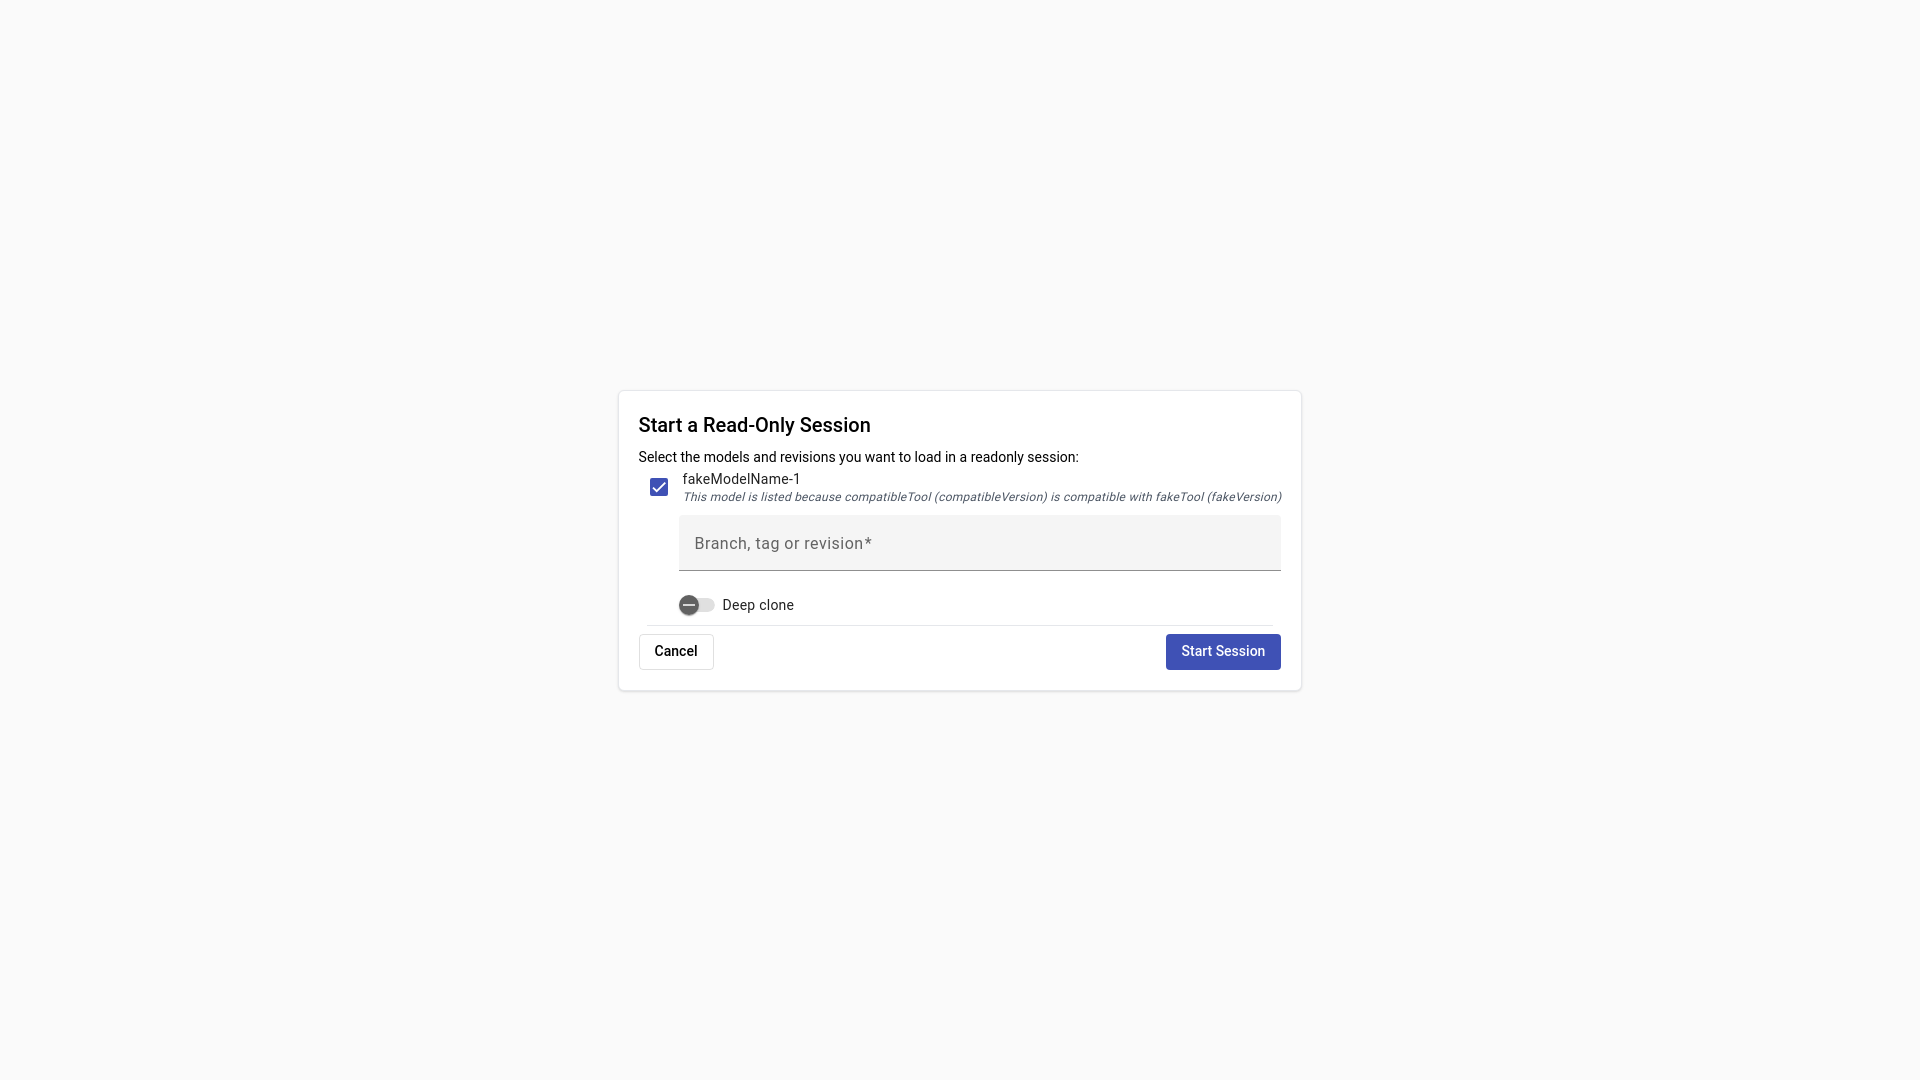 Start a Read-Only Session
Select the models and revisions you want to load in a readonly session:
fakeModelName-1
This model is listed because compatibleTool (compatibleVersion) is compatible with fakeTool (fakeVersion)
Branch, tag or revision*
Deep clone
Cancel
Start Session